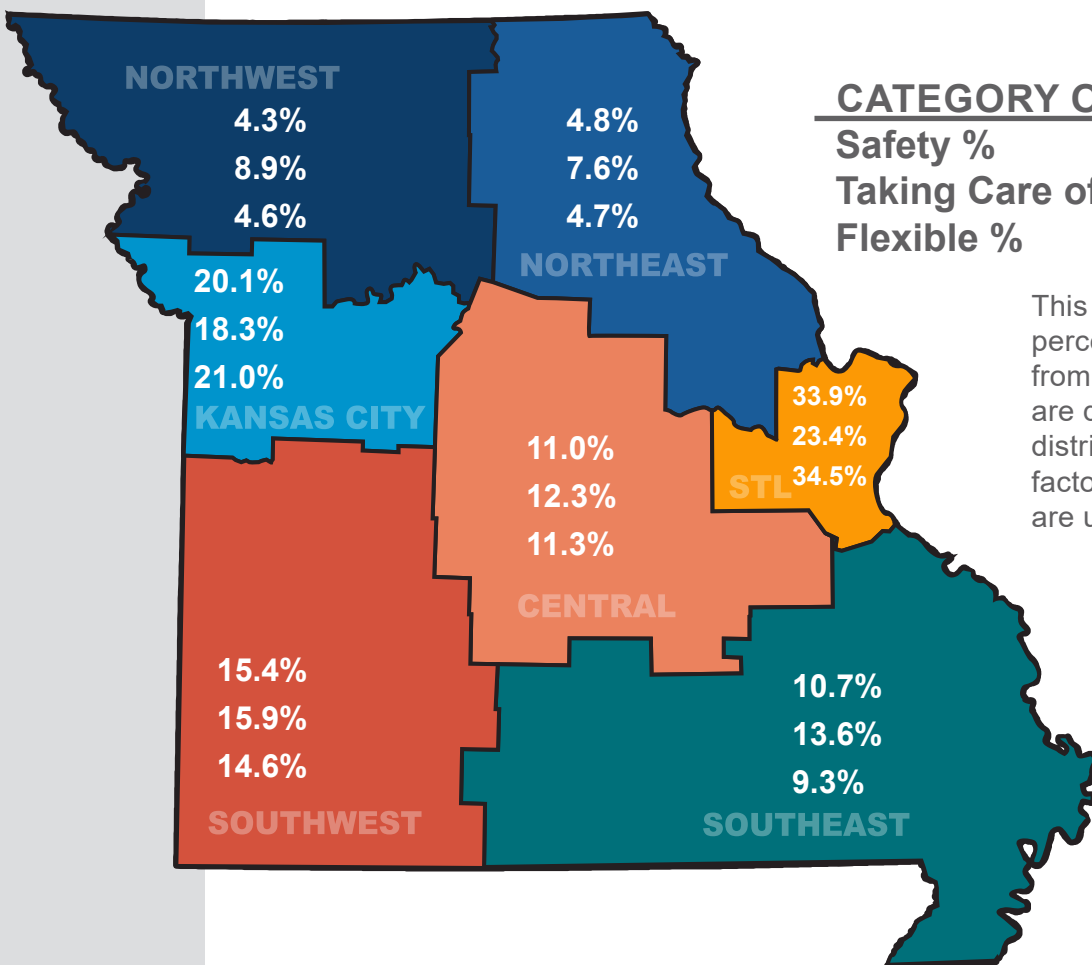 NORTHWEST
4.3%
8.9%
4.6%
4.8%
7.6%
4.7%
NORTHEAST
CATEGORY O
Safety %
Taking Care of
Flexible %
20.1%
18.3%
21.0%
KANSAS CITY
This
perce
from
are o
distri
facto
are u
33.9%
23.4%
34.5%
STL
11.0%
12.3%
11.3%
CENTRAL
15.4%
15.9%
14.6%
SOUTHWEST
10.7%
13.6%
9.3%
SOUTHEAST